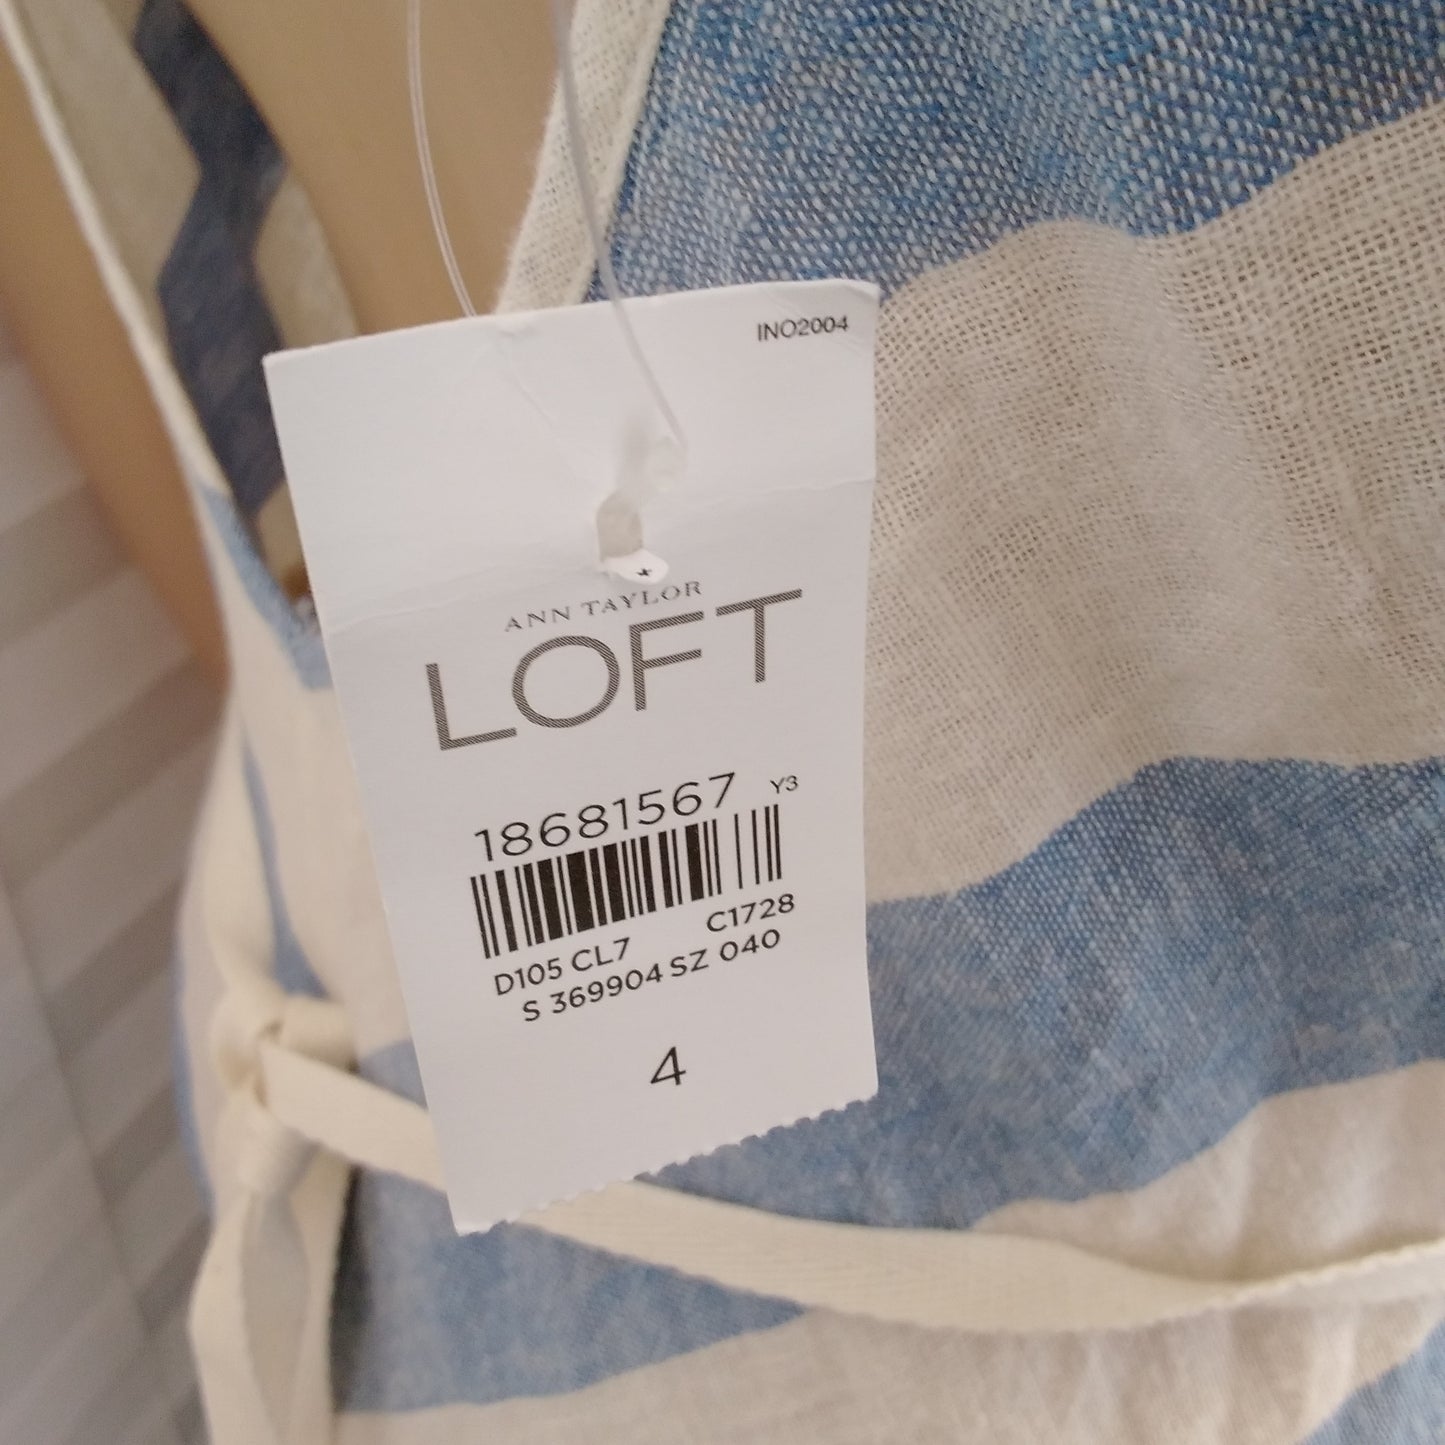 INO2004
ANN TAYLOR
LOFT
18681567 Y3
D105 CL7 C1728
S 369904 SZ 040
4